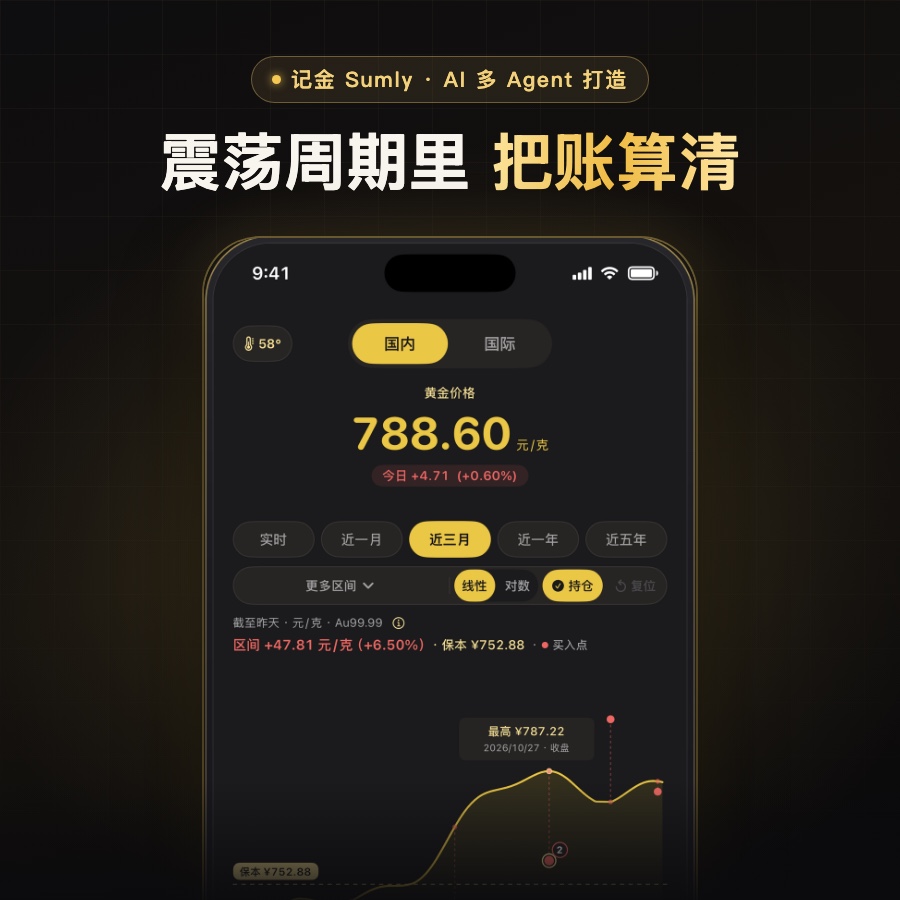 记金 Sumly · AI 多 Agent 打造
震荡周期里 把账算清
9:41
58°
国内 国际
黄金价格
788.60 元/克
今日 +4.71 (+0.60%)
实时 近一月 近三月 近一年 近五年
更多区间 线性 对数 持仓 复位
截至昨天 · 元/克 · Au99.99
区间 +47.81 元/克 (+6.50%) · 保本 ¥752.88 · 买入点
最高 ¥787.22
2026/10/27 · 收盘
2
保本 ¥752.88